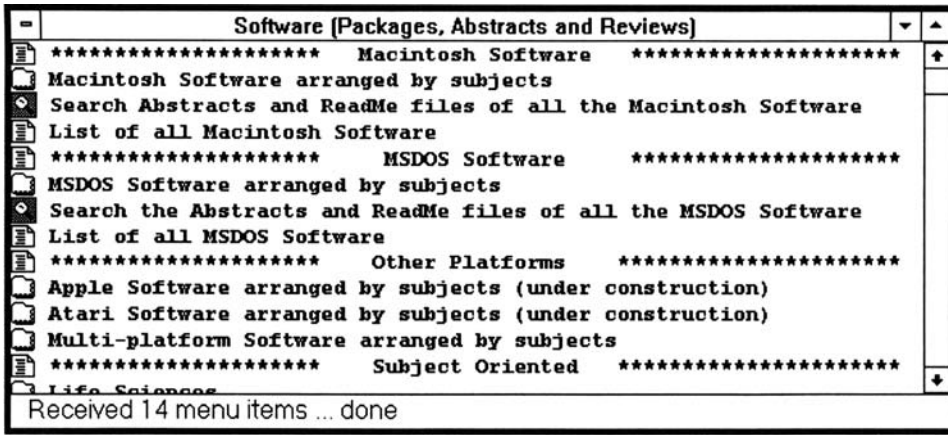 Software (Packages, Abstracts and Reviews)
********************* Macintosh Software *********************
Macintosh Software arranged by subjects
Search Abstracts and ReadMe files of all the Macintosh Software
List of all Macintosh Software
********************* MSDOS Software *********************
MSDOS Software arranged by subjects
Search the Abstracts and ReadMe files of all the MSDOS Software
List of all MSDOS Software
********************* Other Platforms **********************
Apple Software arranged by subjects (under construction)
Atari Software arranged by subjects (under construction)
Multi-platform Software arranged by subjects
********************* Subject Oriented **********************
Life Sciences
Received 14 menu items ... done